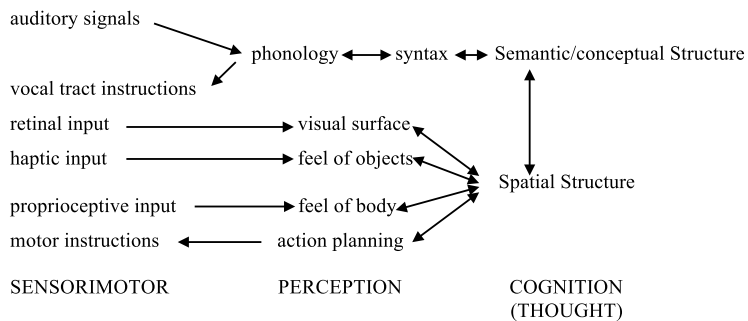 auditory signals
phonology syntax Semantic/conceptual Structure
vocal tract instructions
retinal input visual surface
haptic input feel of objects
Spatial Structure
proprioceptive input feel of body
motor instructions action planning
SENSORIMOTOR PERCEPTION COGNITION
(THOUGHT)